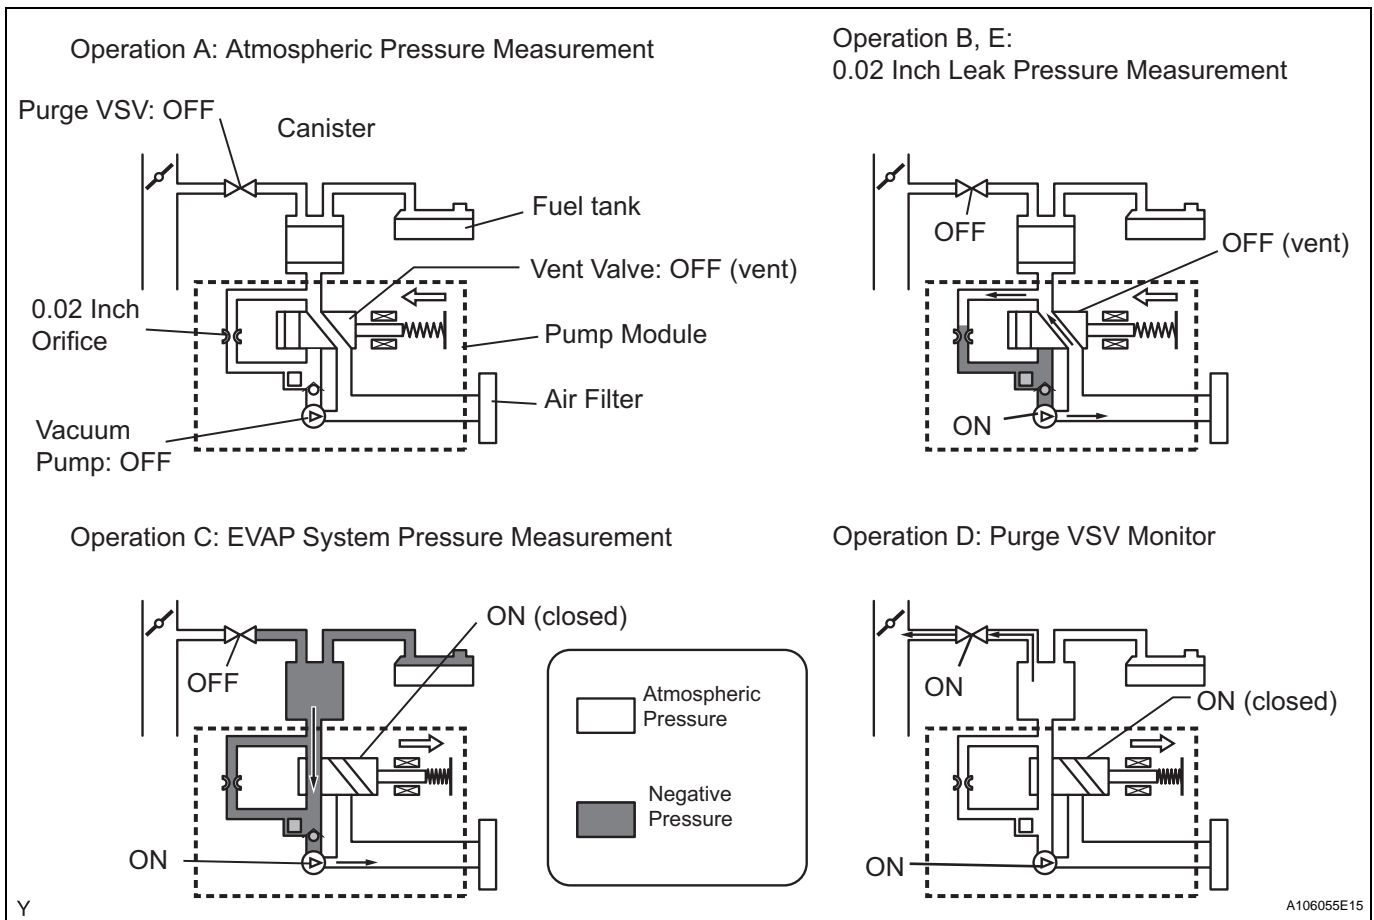 Operation A: Atmospheric Pressure Measurement
Purge VSV: OFF
Canister
Fuel tank
Vent Valve: OFF (vent)
0.02 Inch
Orifice
Pump Module
Air Filter
Vacuum
Pump: OFF
Operation B, E:
0.02 Inch Leak Pressure Measurement
OFF
OFF (vent)
ON
Operation C: EVAP System Pressure Measurement
ON (closed)
OFF
ON
Atmospheric
Pressure
Negative
Pressure
Operation D: Purge VSV Monitor
ON
ON (closed)
ON
Y
A106055E15